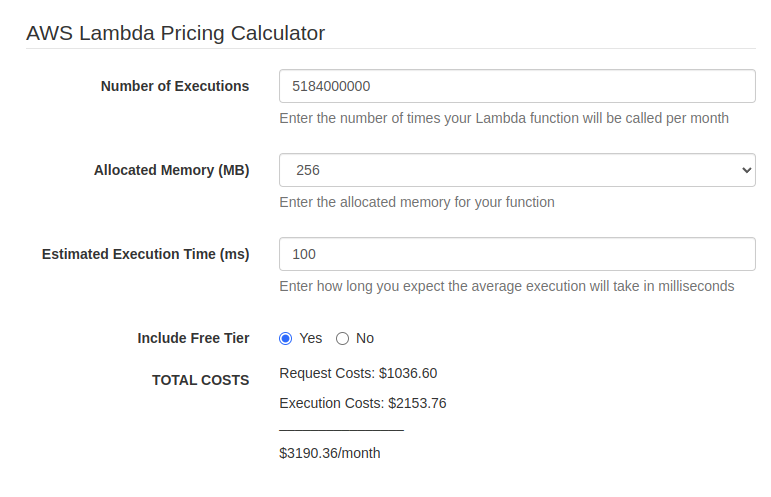 AWS Lambda Pricing Calculator
Number of Executions
5184000000
Enter the number of times your Lambda function will be called per month
Allocated Memory (MB)
256
Enter the allocated memory for your function
Estimated Execution Time (ms)
100
Enter how long you expect the average execution will take in milliseconds
Include Free Tier
Yes No
TOTAL COSTS
Request Costs: $1036.60
Execution Costs: $2153.76
$3190.36/month